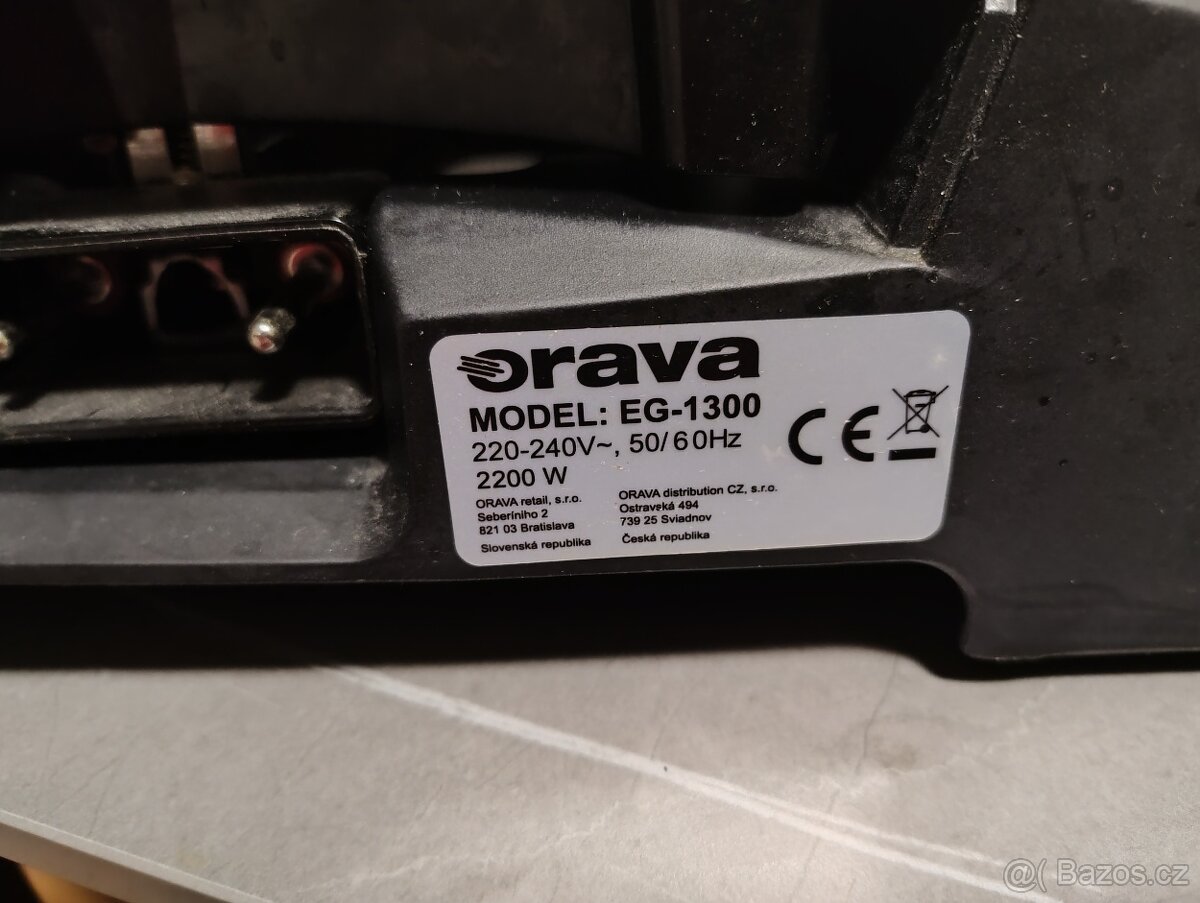 orava
MODEL: EG-1300
220-240V~, 50/60Hz
2200 W
ORAVA retail, s.r.o.
Seberíniho 2
821 03 Bratislava
Slovenská republika
ORAVA distribution CZ, s.r.o.
Ostraveká 494
739 25 Sviadnov
Česká republika
CE
@( Bazos.cz